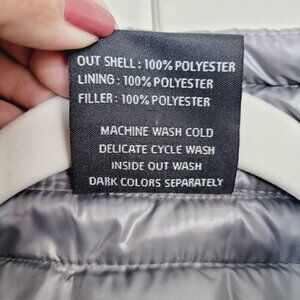 OUT SHELL : 100% POLYESTER
LINING : 100% POLYESTER
FILLER : 100% POLYESTER
MACHINE WASH COLD
DELICATE CYCLE WASH
INSIDE OUT WASH
DARK COLORS SEPARATELY